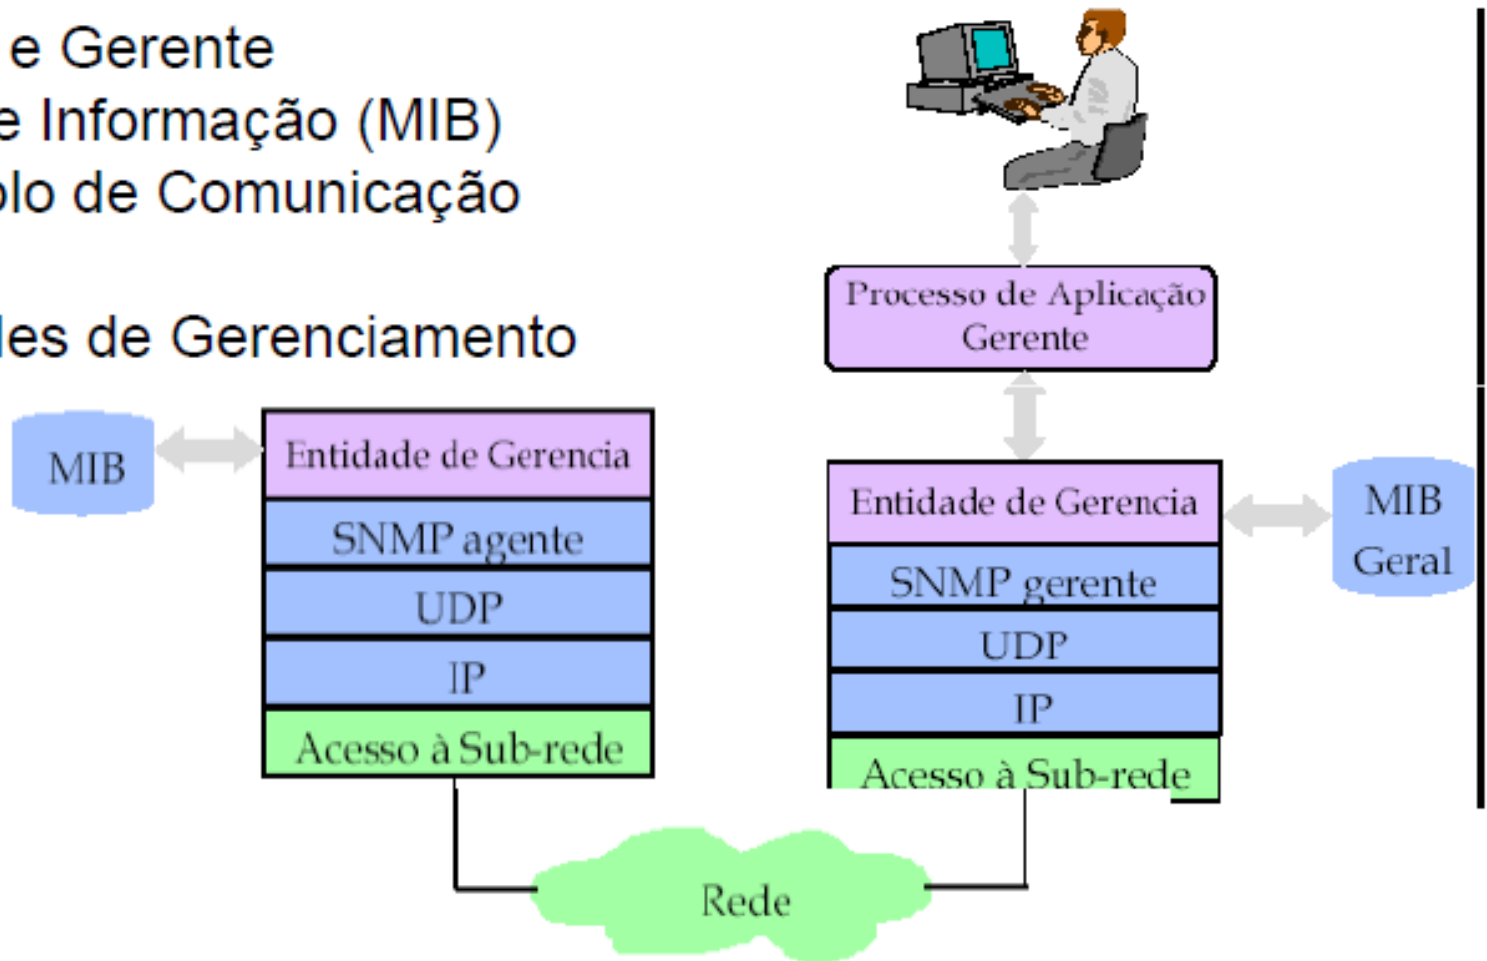 e Gerente
e Informação (MIB)
olo de Comunicação
des de Gerenciamento
Processo de Aplicação
Gerente
MIB
Entidade de Gerencia
SNMP agente
UDP
IP
Acesso à Sub-rede
Entidade de Gerencia
SNMP gerente
UDP
IP
Acesso à Sub-rede
MIB
Geral
Rede